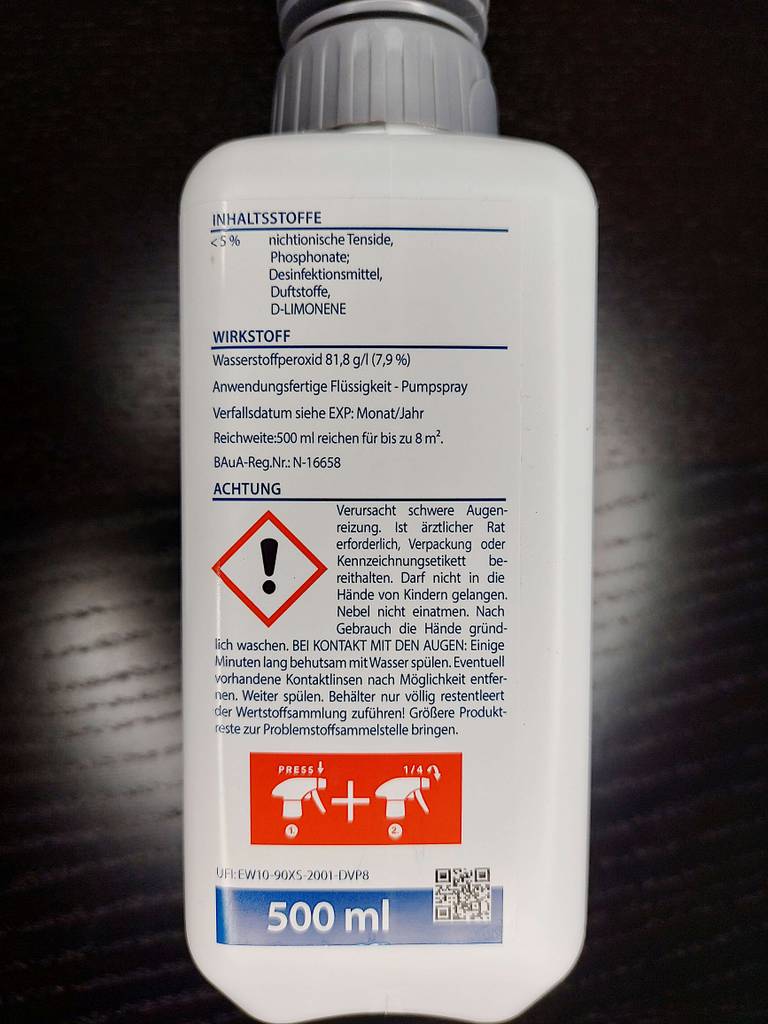 INHALTSSTOFFE
< 5 % nichtionische Tenside,
Phosphonate;
Desinfektionsmittel,
Duftstoffe,
D-LIMONENE
WIRKSTOFF
Wasserstoffperoxid 81,8 g/l (7,9 %)
Anwendungsfertige Flüssigkeit - Pumpspray
Verfallsdatum siehe EXP: Monat/Jahr
Reichweite:500 ml reichen für bis zu 8 m².
BAuA-Reg.Nr.: N-16658
ACHTUNG
Verursacht schwere Augen-
reizung. Ist ärztlicher Rat
erforderlich, Verpackung oder
Kennzeichnungsetikett be-
reithalten. Darf nicht in die
Hände von Kindern gelangen.
Nebel nicht einatmen. Nach
Gebrauch die Hände gründ-
lich waschen. BEI KONTAKT MIT DEN AUGEN: Einige
Minuten lang behutsam mit Wasser spülen. Eventuell
vorhandene Kontaktlinsen nach Möglichkeit entfer-
nen. Weiter spülen. Behälter nur völlig restentleert
der Wertstoffsammlung zuführen! Größere Produkt-
reste zur Problemstoffsammelstelle bringen.
PRESS 1/4
1. 2.
UFI: EW10-90XS-2001-DVP8
500 ml